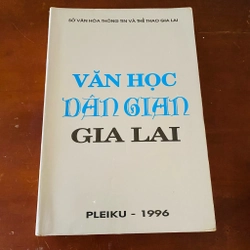 SỞ VĂN HÓA THÔNG TIN VÀ THỂ THAO GIA LAI
VĂN HỌC
DÂN GIAN
GIA LAI
PLEIKU - 1996